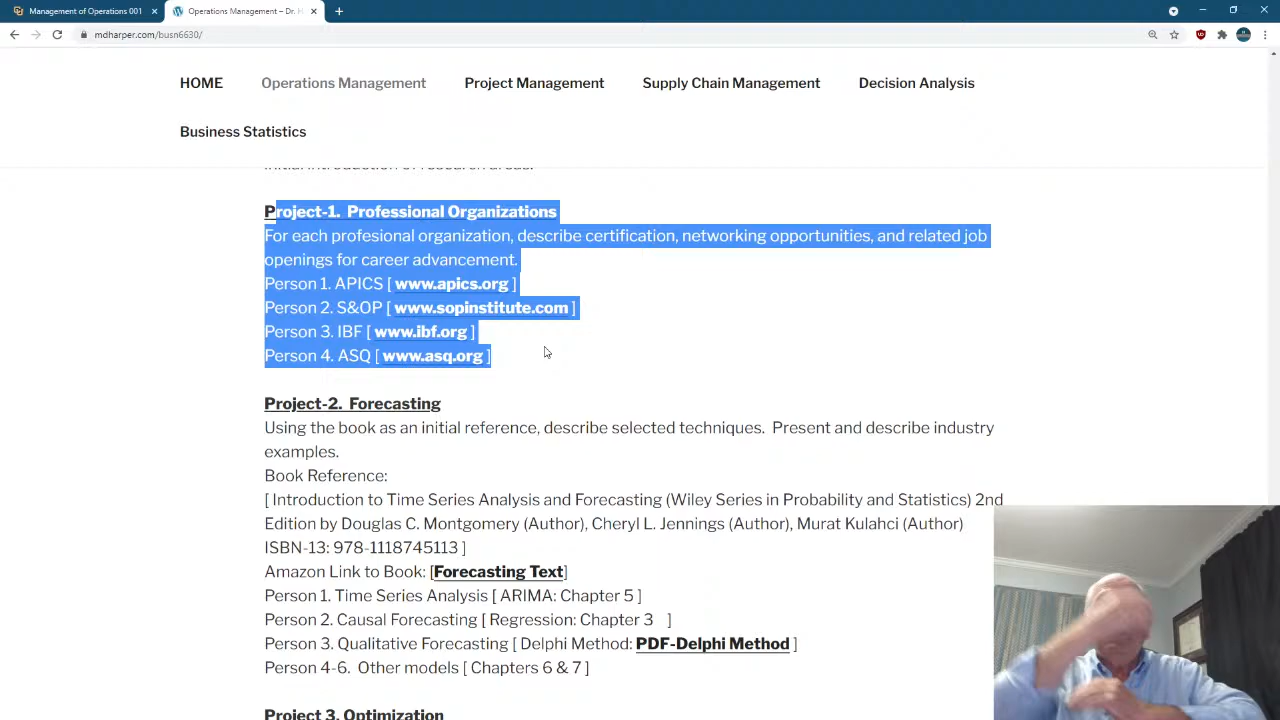 Management of Operations 001
Operations Management – Dr. H
mdharper.com/busn6630/
HOME
Operations Management
Project Management
Supply Chain Management
Decision Analysis
Business Statistics
Project-1. Professional Organizations
For each profesional organization, describe certification, networking opportunities, and related job
openings for career advancement.
Person 1. APICS [ www.apics.org ]
Person 2. S&OP [ www.sopinstitute.com ]
Person 3. IBF [ www.ibf.org ]
Person 4. ASQ [ www.asq.org ]
Project-2. Forecasting
Using the book as an initial reference, describe selected techniques. Present and describe industry
examples.
Book Reference:
[ Introduction to Time Series Analysis and Forecasting (Wiley Series in Probability and Statistics) 2nd
Edition by Douglas C. Montgomery (Author), Cheryl L. Jennings (Author), Murat Kulahci (Author)
ISBN-13: 978-1118745113 ]
Amazon Link to Book: [Forecasting Text]
Person 1. Time Series Analysis [ ARIMA: Chapter 5 ]
Person 2. Causal Forecasting [ Regression: Chapter 3 ]
Person 3. Qualitative Forecasting [ Delphi Method: PDF-Delphi Method ]
Person 4-6. Other models [ Chapters 6 & 7 ]
Project 3. Optimization